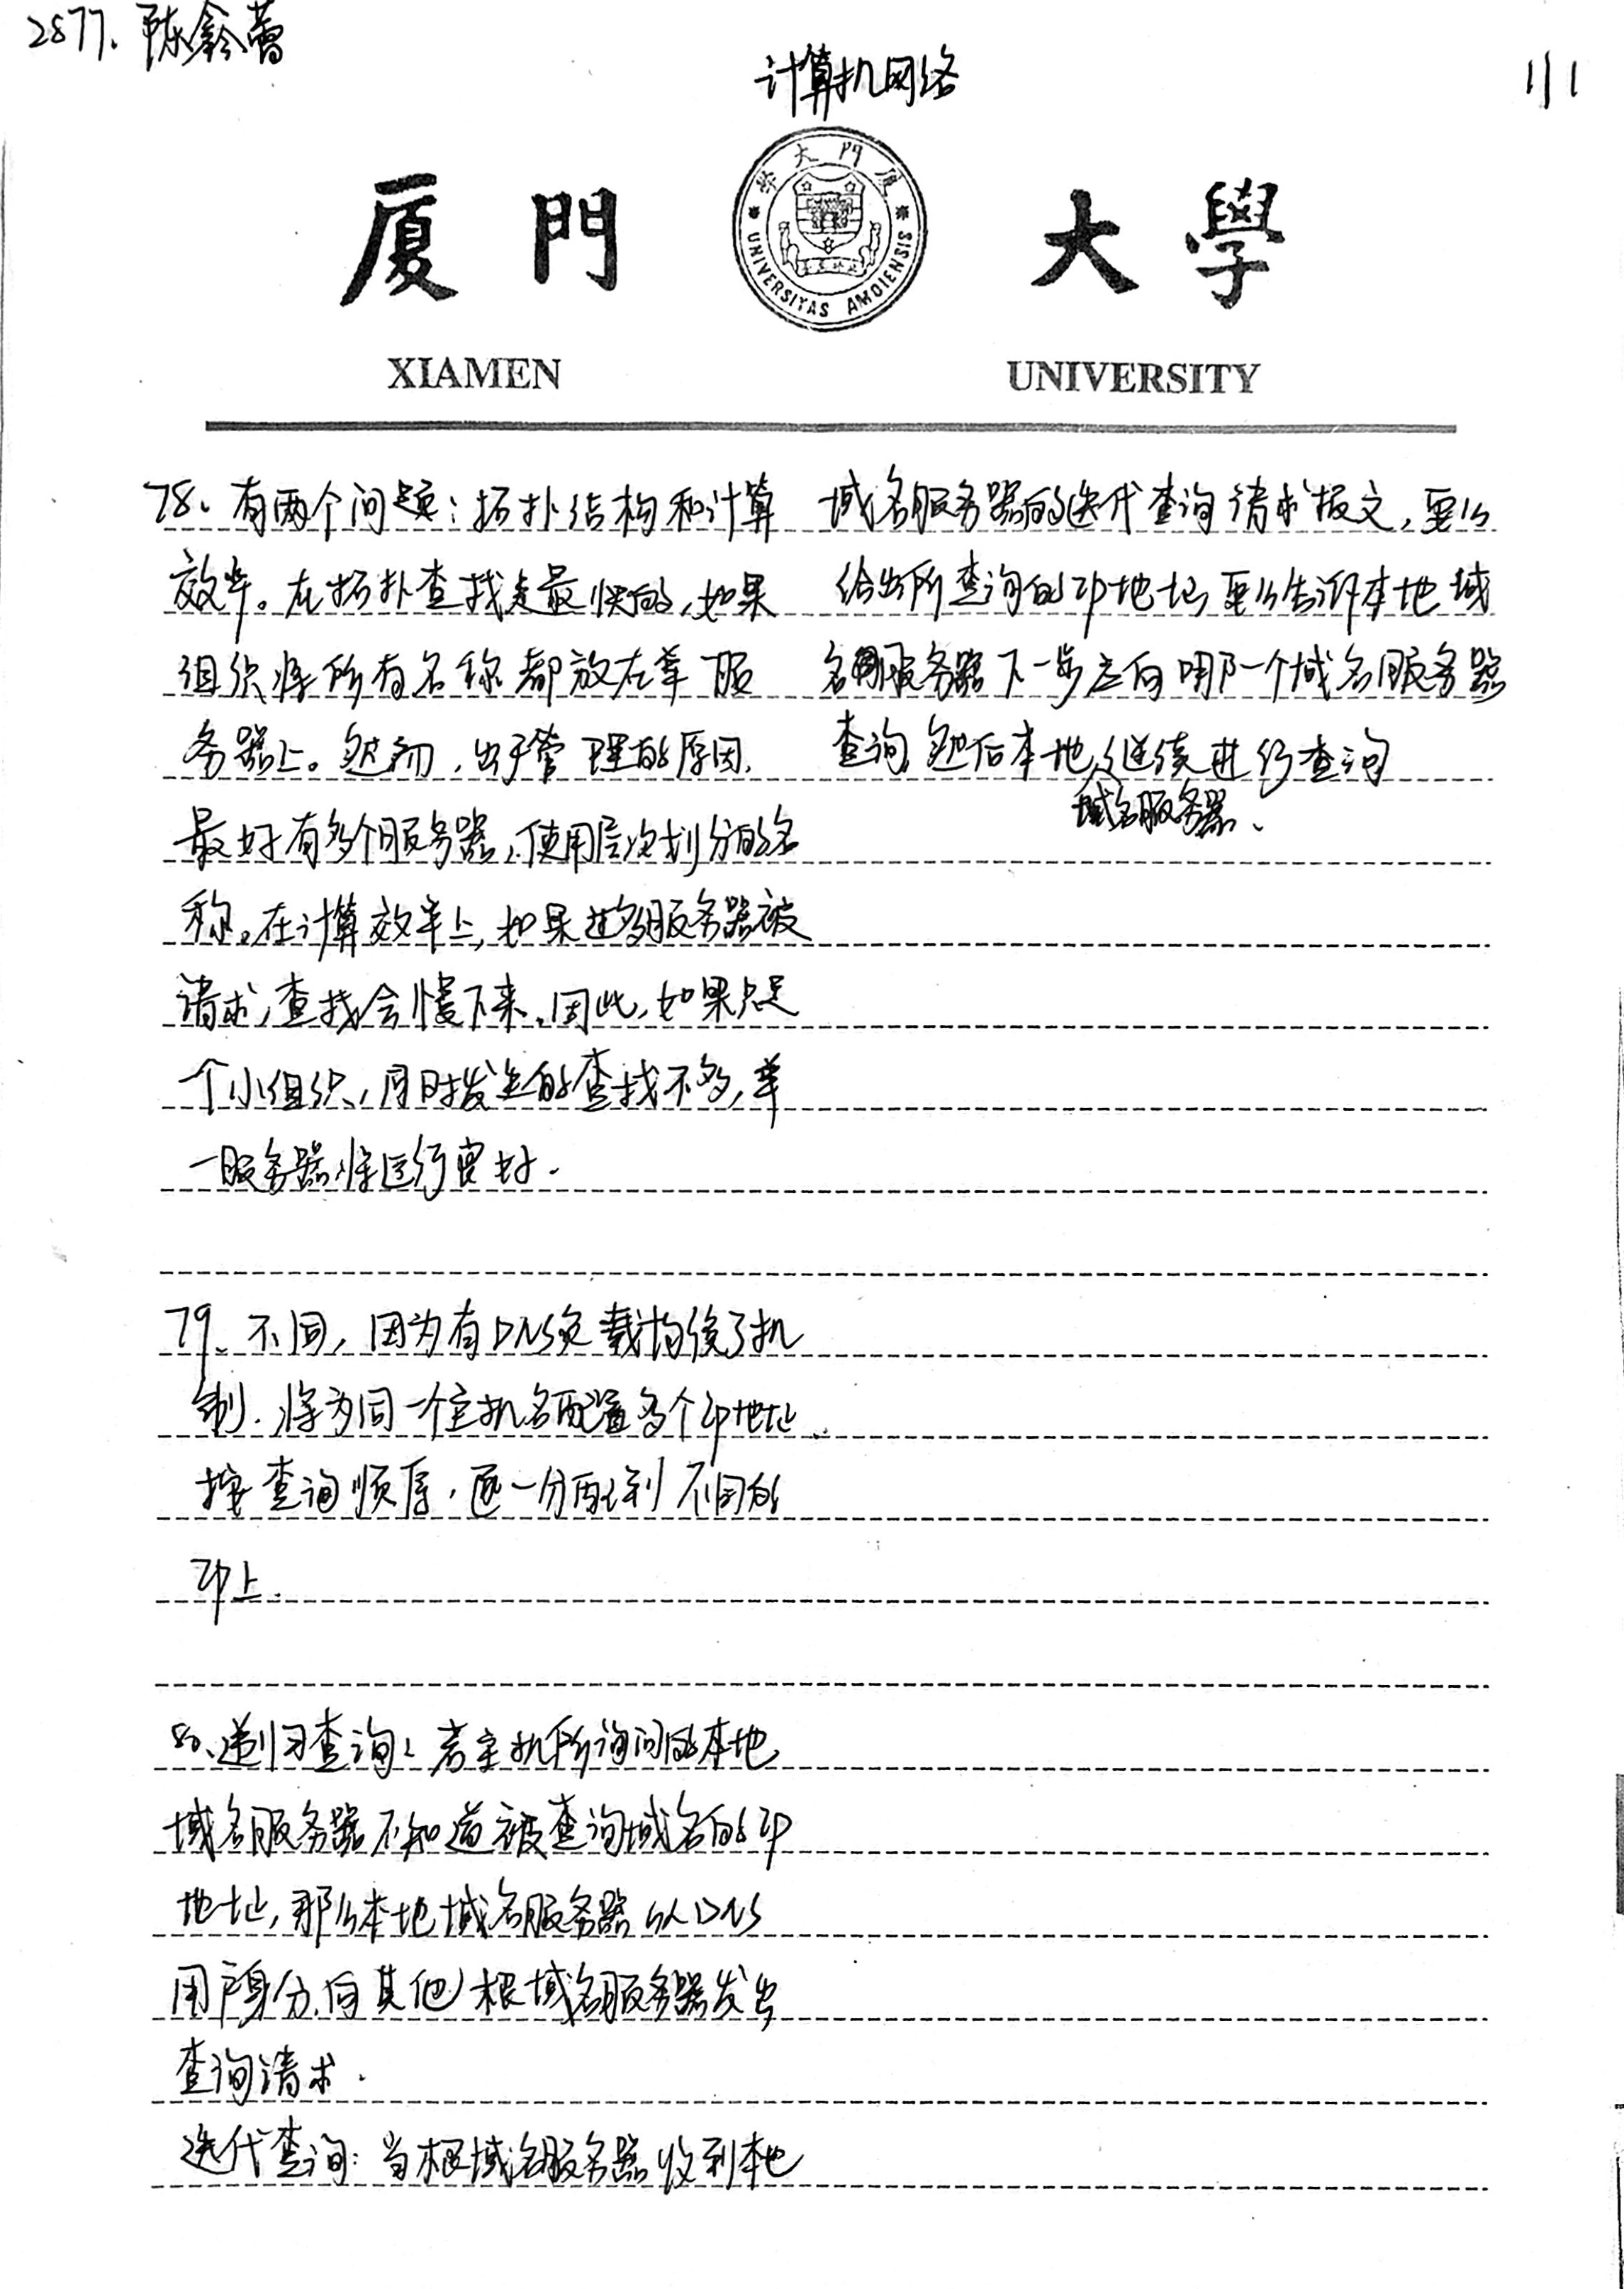 2877、陈鑫蕾
计算机网络
1/1
厦門大學
學大門厦
UNIVERSITAS AMOIENSIS
XIAMEN UNIVERSITY
78、有两个问题：拓扑结构和计算
效率。在拓扑查找是最快的，如果
组织将所有名称都放在单一服
务器上。然而，出于管理的原因，
最好有多个服务器，使用层次划分的名
称。在计算效率上，如果过多服务器被
请求，查找会慢下来。因此，如果只是
个小组织，同时发生的查找不多，单
一服务器将运行更好.
79、不同，因为有DNS负载均衡了机
制. 将为同一个主机名配置多个IP地址、
按查询顺序，逐一分配到不同的
IP上.
80、递归查询：若主机所询问的本地
域名服务器不知道被查询域名的IP
地址，那么本地域名服务器以DNS
用户身分，向其他根域名服务器发出
查询请求.
迭代查询：当根域名服务器收到本地
域名服务器的迭代查询请求报文，要么
给出所查询的IP地址，要么告诉本地域
名服务器下一步应向哪一个域名服务器
查询，然后本地域名服务器继续进行查询.